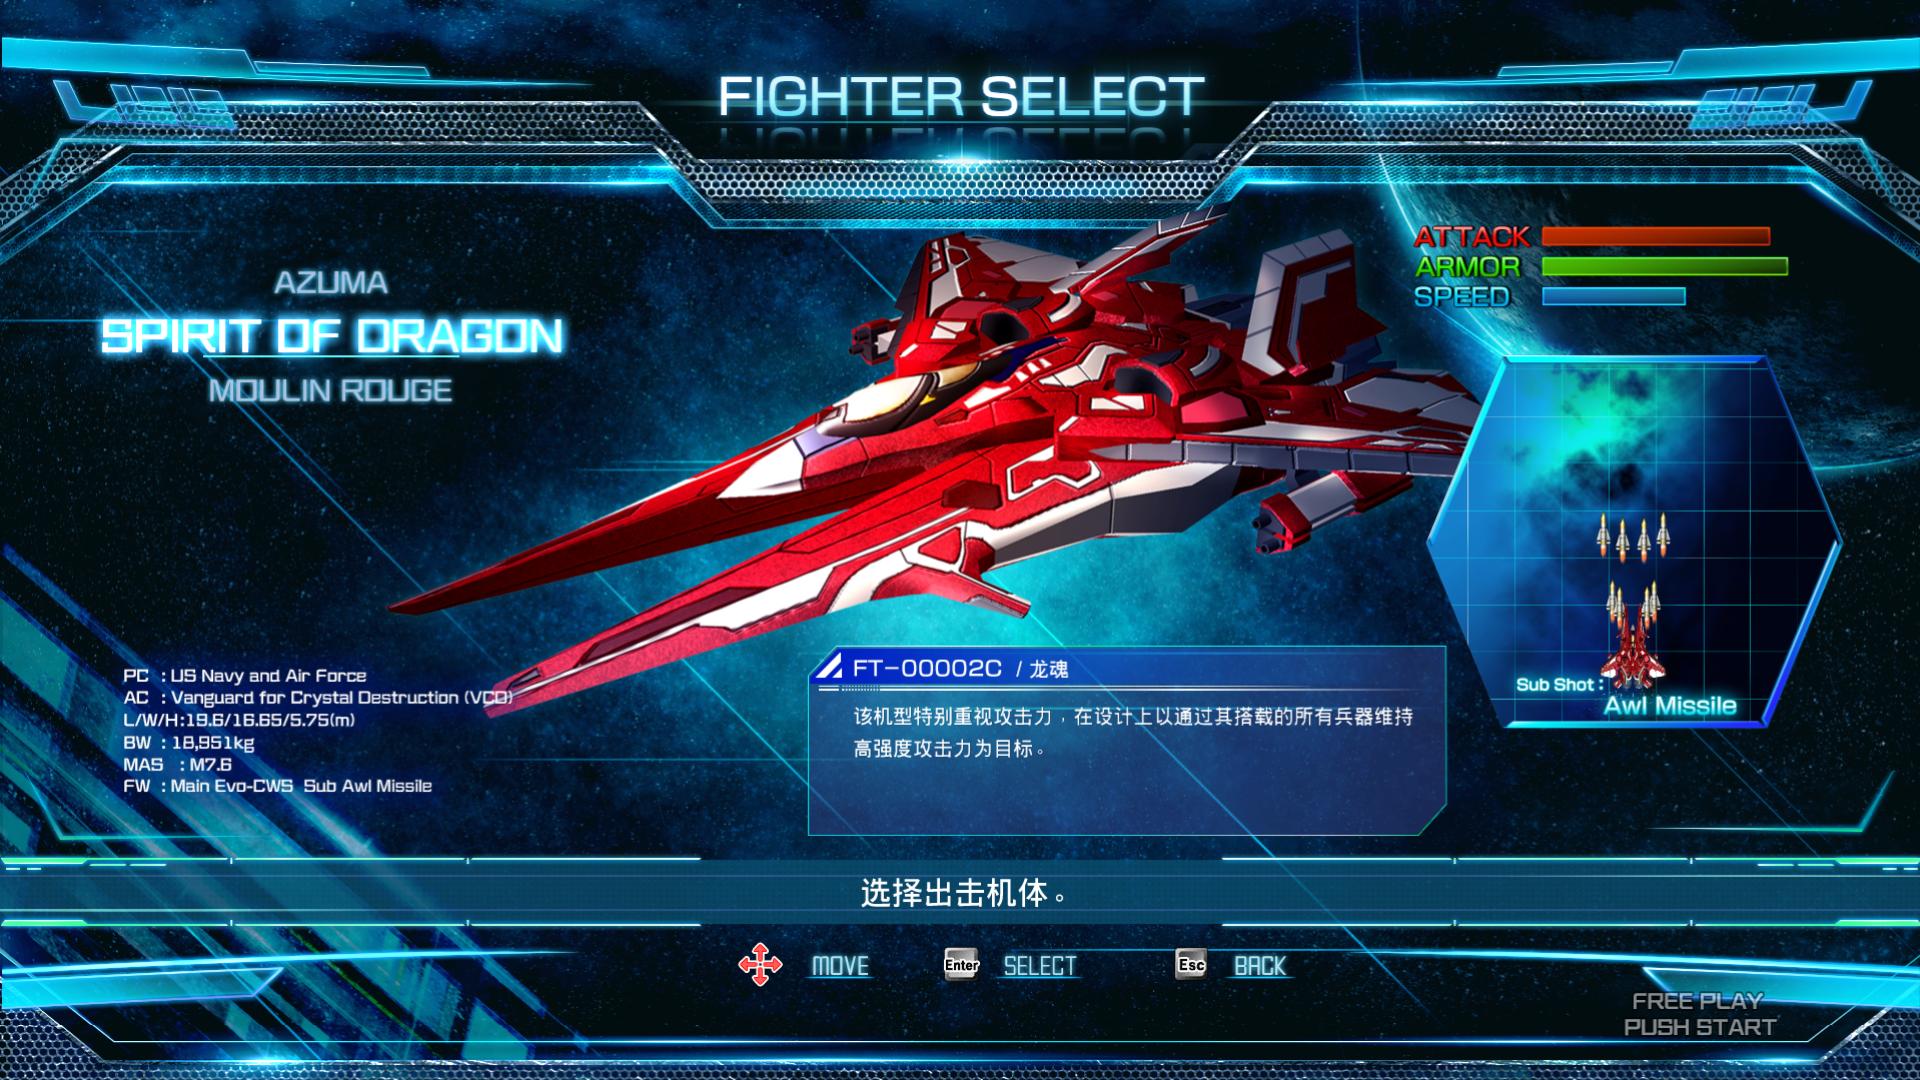 FIGHTER SELECT
AZUMA
SPIRIT OF DRAGON
MOULIN ROUGE
ATTACK
ARMOR
SPEED
Sub Shot :
Awl Missile
PC : US Navy and Air Force
AC : Vanguard for Crystal Destruction (VCD)
L/W/H:19.6/16.65/5.75(m)
BW : 18,951kg
MAS : M7.6
FW : Main Evo-CWS Sub Awl Missile
FT-00002C / 龙魂
该机型特别重视攻击力，在设计上以通过其搭载的所有兵器维持
高强度攻击力为目标。
选择出击机体。
MOVE Enter SELECT Esc BACK
FREE PLAY
PUSH START